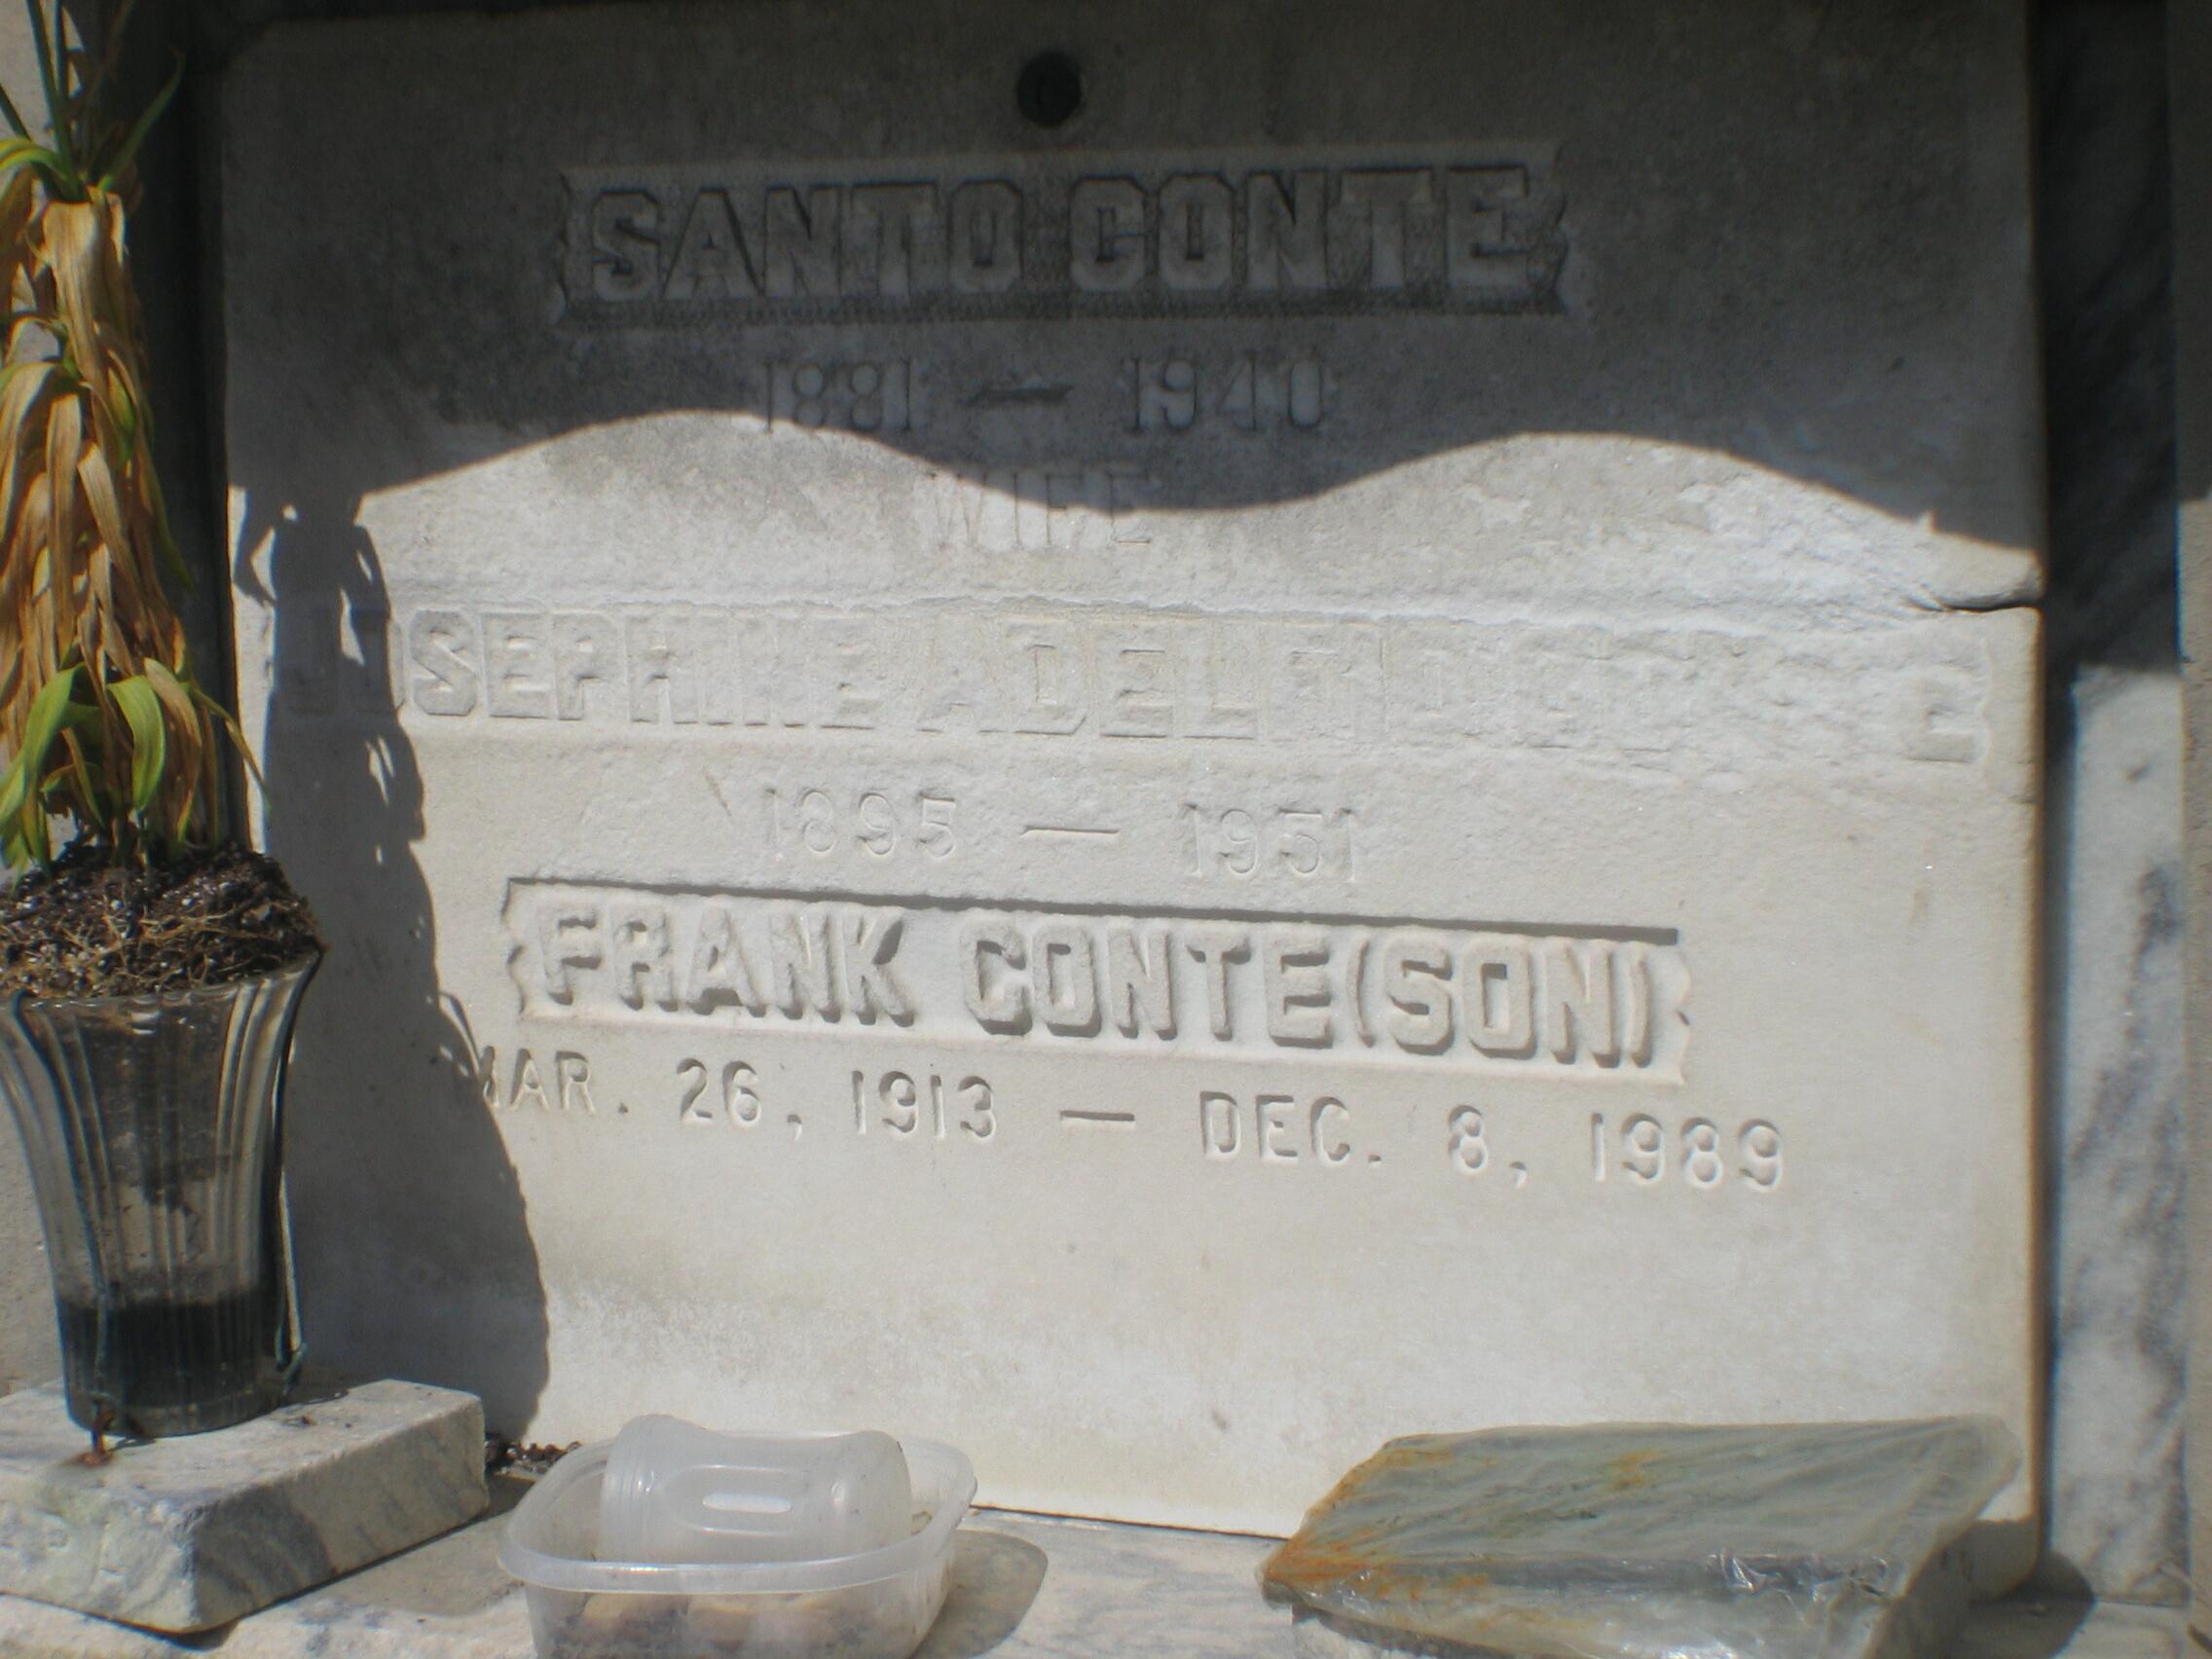 SANTO CONTE
1881 — 1940
WIFE
JOSEPHINE
1895 — 1951
FRANK CONTE (SON)
MAR. 26, 1913 — DEC. 8, 1989